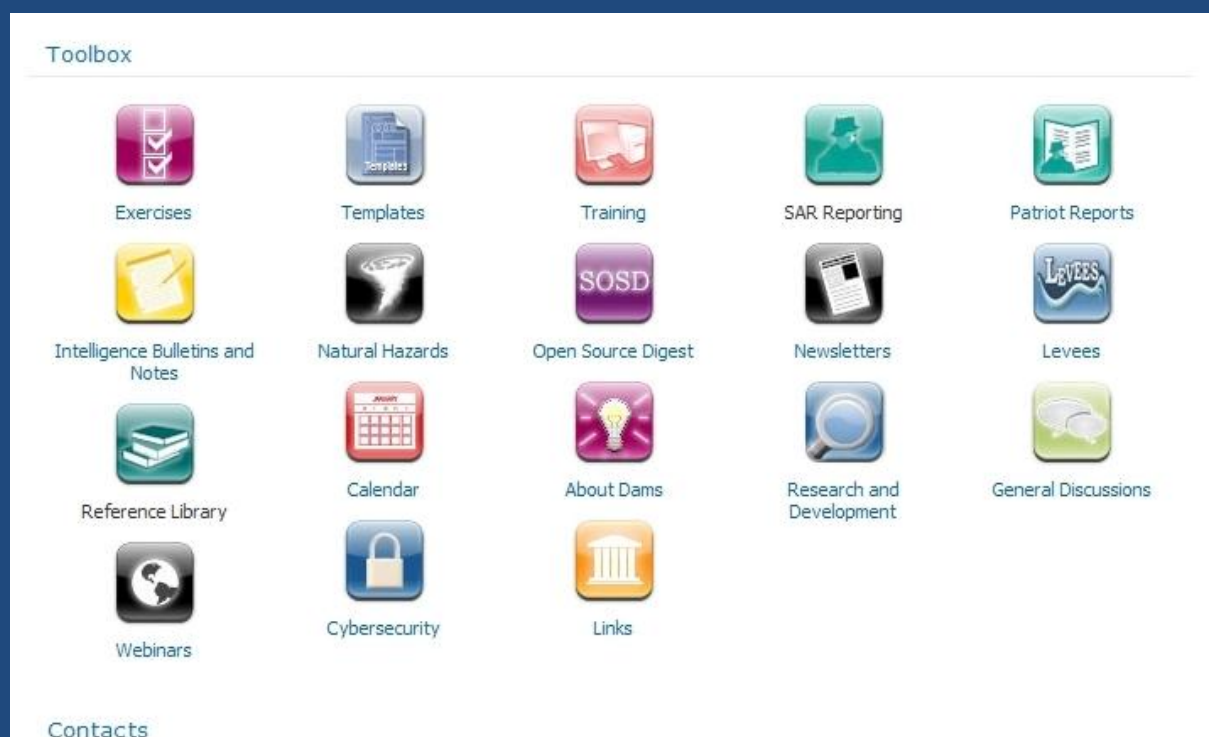 Toolbox
Exercises
Templates
Templates
Training
SAR Reporting
Patriot Reports
SOSD
LEVEES
Intelligence Bulletins and
Notes
Natural Hazards
Open Source Digest
Newsletters
Levees
JANUARY
Reference Library
Calendar
About Dams
Research and
Development
General Discussions
Webinars
Cybersecurity
Links
Contacts